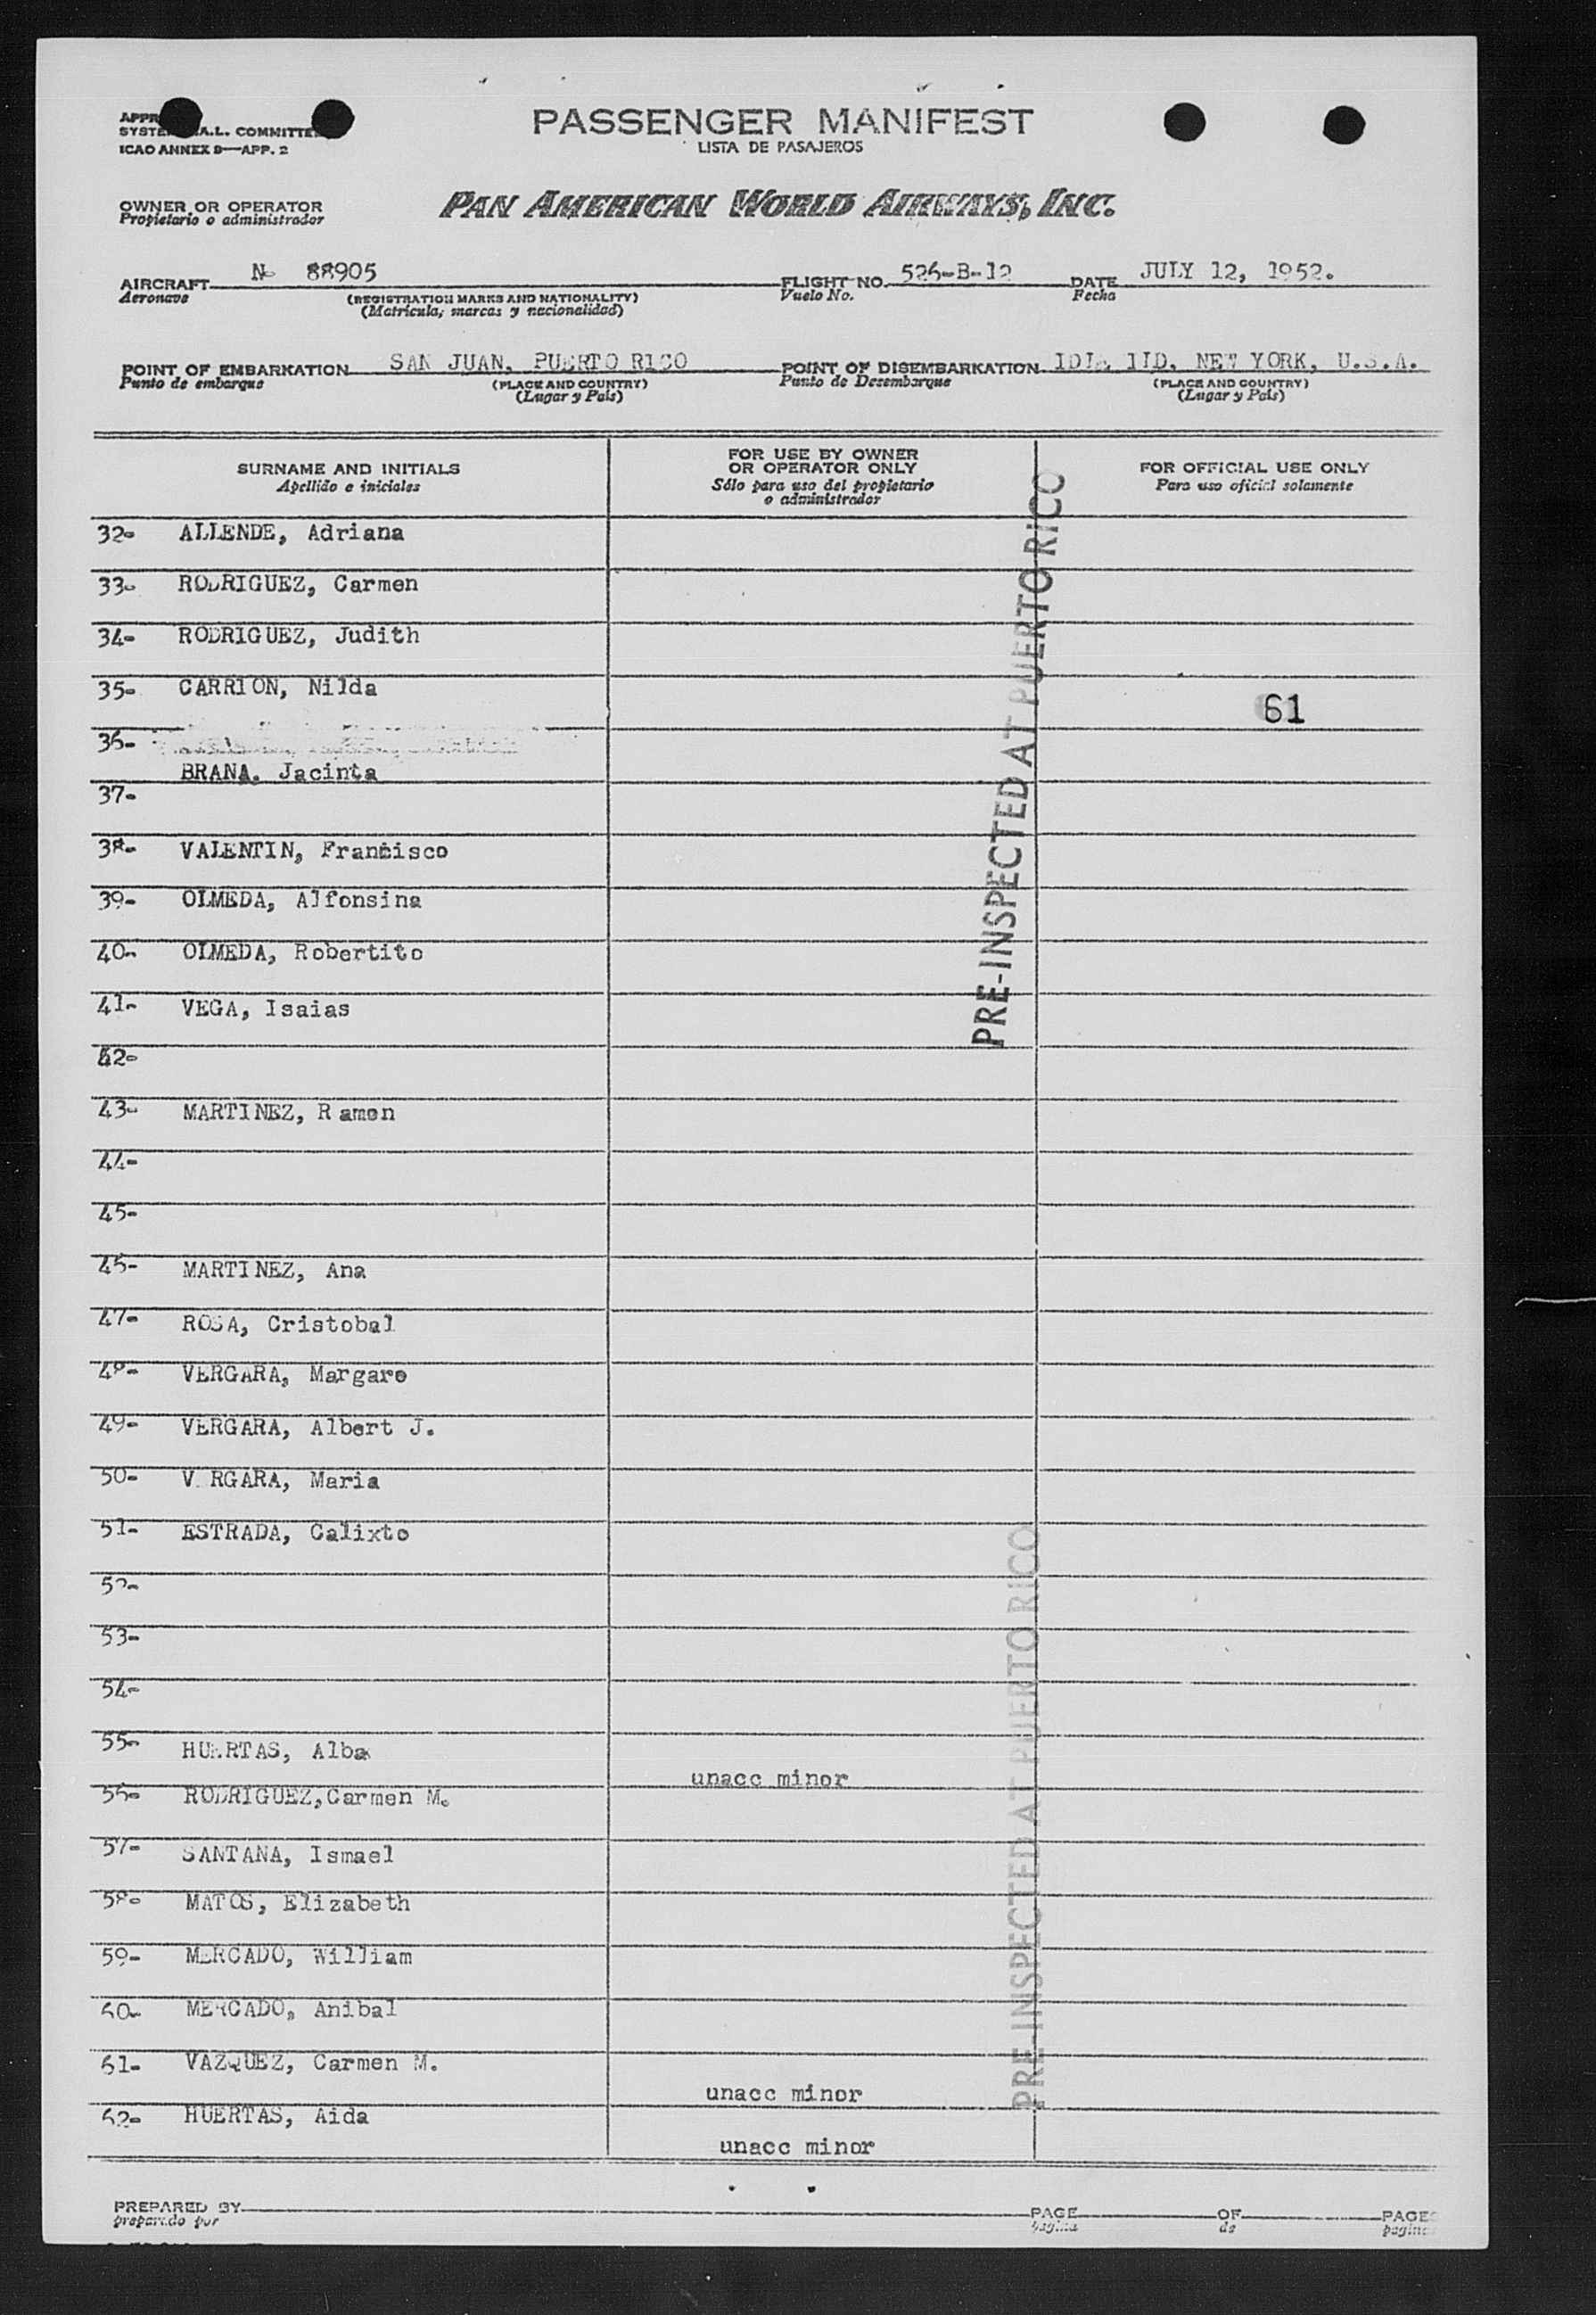 PASSENGER MANIFEST
LISTA DE PASAJEROS
SYSTE A.L. COMMITTE
ICAO ANNEX 9—APP. 2
OWNER OR OPERATOR
Propietario o administrador
PAN AMERICAN WORLD AIRWAYS, INC.
AIRCRAFT N- 88905 FLIGHT NO. 526-B-12 DATE JULY 12, 1952.
Aeronave (REGISTRATION MARKS AND NATIONALITY) Vuelo No. Fecha
(Matricula, marcas y nacionalidad)
POINT OF EMBARKATION SAN JUAN, PUERTO RICO POINT OF DISEMBARKATION NEW YORK, U.S.A.
Punto de embarque (PLACE AND COUNTRY) Punto de Desembarque (PLACE AND COUNTRY)
(Lugar y País) (Lugar y País)
SURNAME AND INITIALS
Apellido e iniciales
FOR USE BY OWNER
OR OPERATOR ONLY
Sólo para uso del propietario
o administrador
FOR OFFICIAL USE ONLY
Para uso oficial solamente
PRE-INSPECTED AT PUERTO RICO
32- ALLENDE, Adriana
33- RODRIGUEZ, Carmen
34- RODRIGUEZ, Judith
35- CARRION, Nilda
61
36-
BRANA. Jacinta
37-
38- VALENTIN, Francisco
39- OLMEDA, Alfonsina
40- OLMEDA, Robertito
41- VEGA, Isaias
42-
43- MARTINEZ, Ramon
44-
45-
46- MARTINEZ, Ana
47- ROSA, Cristobal
48- VERGARA, Margaro
49- VERGARA, Albert J.
50- V RGARA, Maria
51- ESTRADA, Calixto
52-
53-
54-
55- HUERTAS, Alba
unacc minor
56- RODRIGUEZ,Carmen M.
57- SANTANA, Ismael
58- MATOS, Elizabeth
59- MERCADO, William
60- MERCADO, Anibal
61- VAZQUEZ, Carmen M.
unacc minor
62- HUERTAS, Aida
unacc minor
PRE-INSPECTED AT PUERTO RICO
PREPARED BY PAGE OF PAGES
preparado por página de